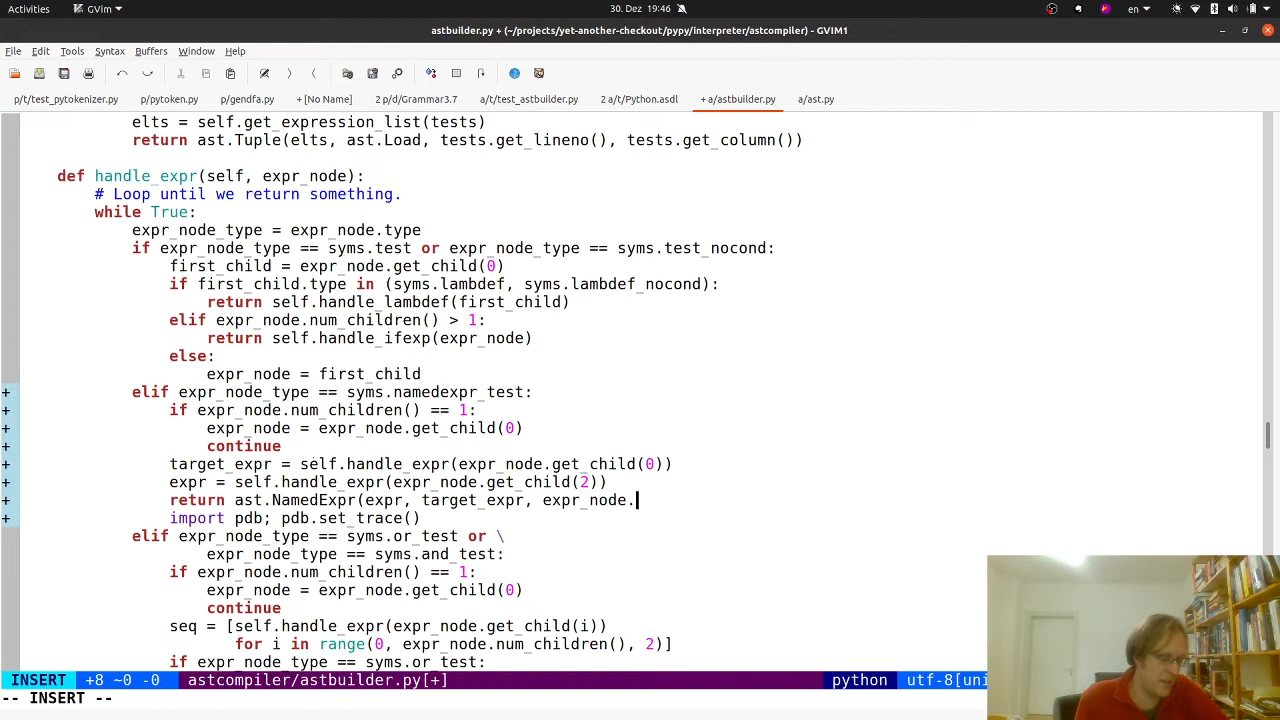 Activities GVim 30. Dez 19:46 en
astbuilder.py + (~/projects/yet-another-checkout/pypy/interpreter/astcompiler) - GVIM1
File Edit Tools Syntax Buffers Window Help
p/t/test_pytokenizer.py p/pytoken.py p/gendfa.py + [No Name] 2 p/d/Grammar3.7 a/t/test_astbuilder.py 2 a/t/Python.asdl + a/astbuilder.py a/ast.py
elts = self.get_expression_list(tests)
return ast.Tuple(elts, ast.Load, tests.get_lineno(), tests.get_column())
def handle_expr(self, expr_node):
# Loop until we return something.
while True:
expr_node_type = expr_node.type
if expr_node_type == syms.test or expr_node_type == syms.test_nocond:
first_child = expr_node.get_child(0)
if first_child.type in (syms.lambdef, syms.lambdef_nocond):
return self.handle_lambdef(first_child)
elif expr_node.num_children() > 1:
return self.handle_ifexp(expr_node)
else:
expr_node = first_child
+ elif expr_node_type == syms.namedexpr_test:
+ if expr_node.num_children() == 1:
+ expr_node = expr_node.get_child(0)
+ continue
+ target_expr = self.handle_expr(expr_node.get_child(0))
+ expr = self.handle_expr(expr_node.get_child(2))
+ return ast.NamedExpr(expr, target_expr, expr_node.
+ import pdb; pdb.set_trace()
elif expr_node_type == syms.or_test or \
expr_node_type == syms.and_test:
if expr_node.num_children() == 1:
expr_node = expr_node.get_child(0)
continue
seq = [self.handle_expr(expr_node.get_child(i))
for i in range(0, expr_node.num_children(), 2)]
if expr_node_type == syms.or_test:
INSERT +8 ~0 -0 astcompiler/astbuilder.py[+] python utf-8[uni
-- INSERT --